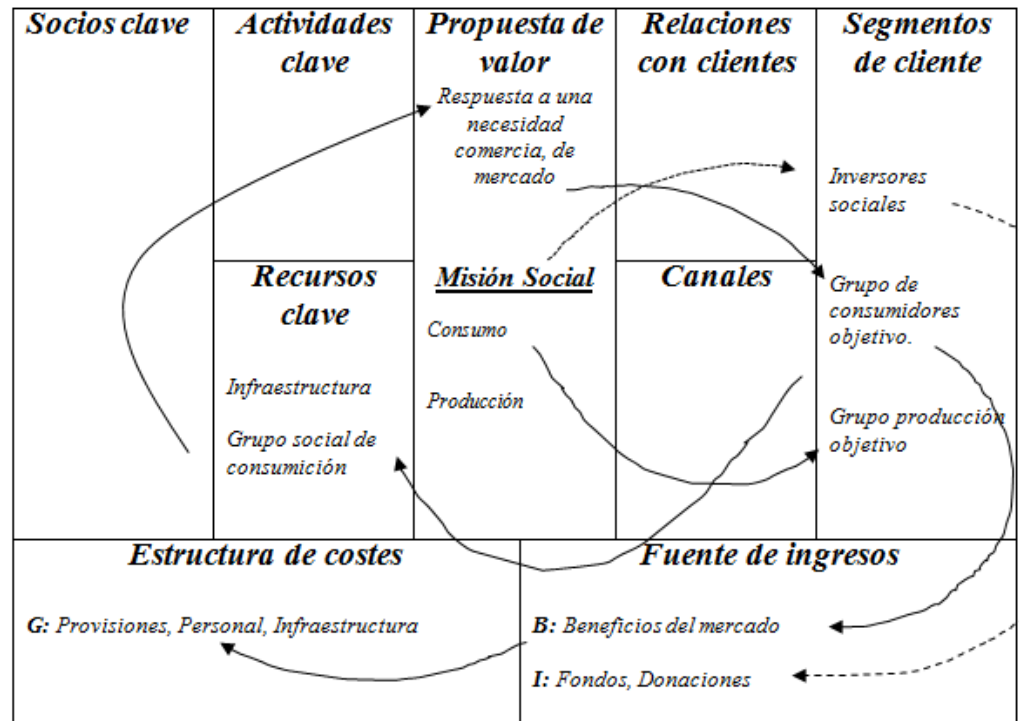 Socios clave
Actividades
clave
Propuesta de
valor
Respuesta a una
necesidad
comercia, de
mercado
Relaciones
con clientes
Segmentos
de cliente
Inversores
sociales
Grupo de
consumidores
objetivo.
Grupo producción
objetivo
Recursos
clave
Infraestructura
Grupo social de
consumición
Misión Social
Consumo
Producción
Canales
Estructura de costes
G: Provisiones, Personal, Infraestructura
Fuente de ingresos
B: Beneficios del mercado
I: Fondos, Donaciones